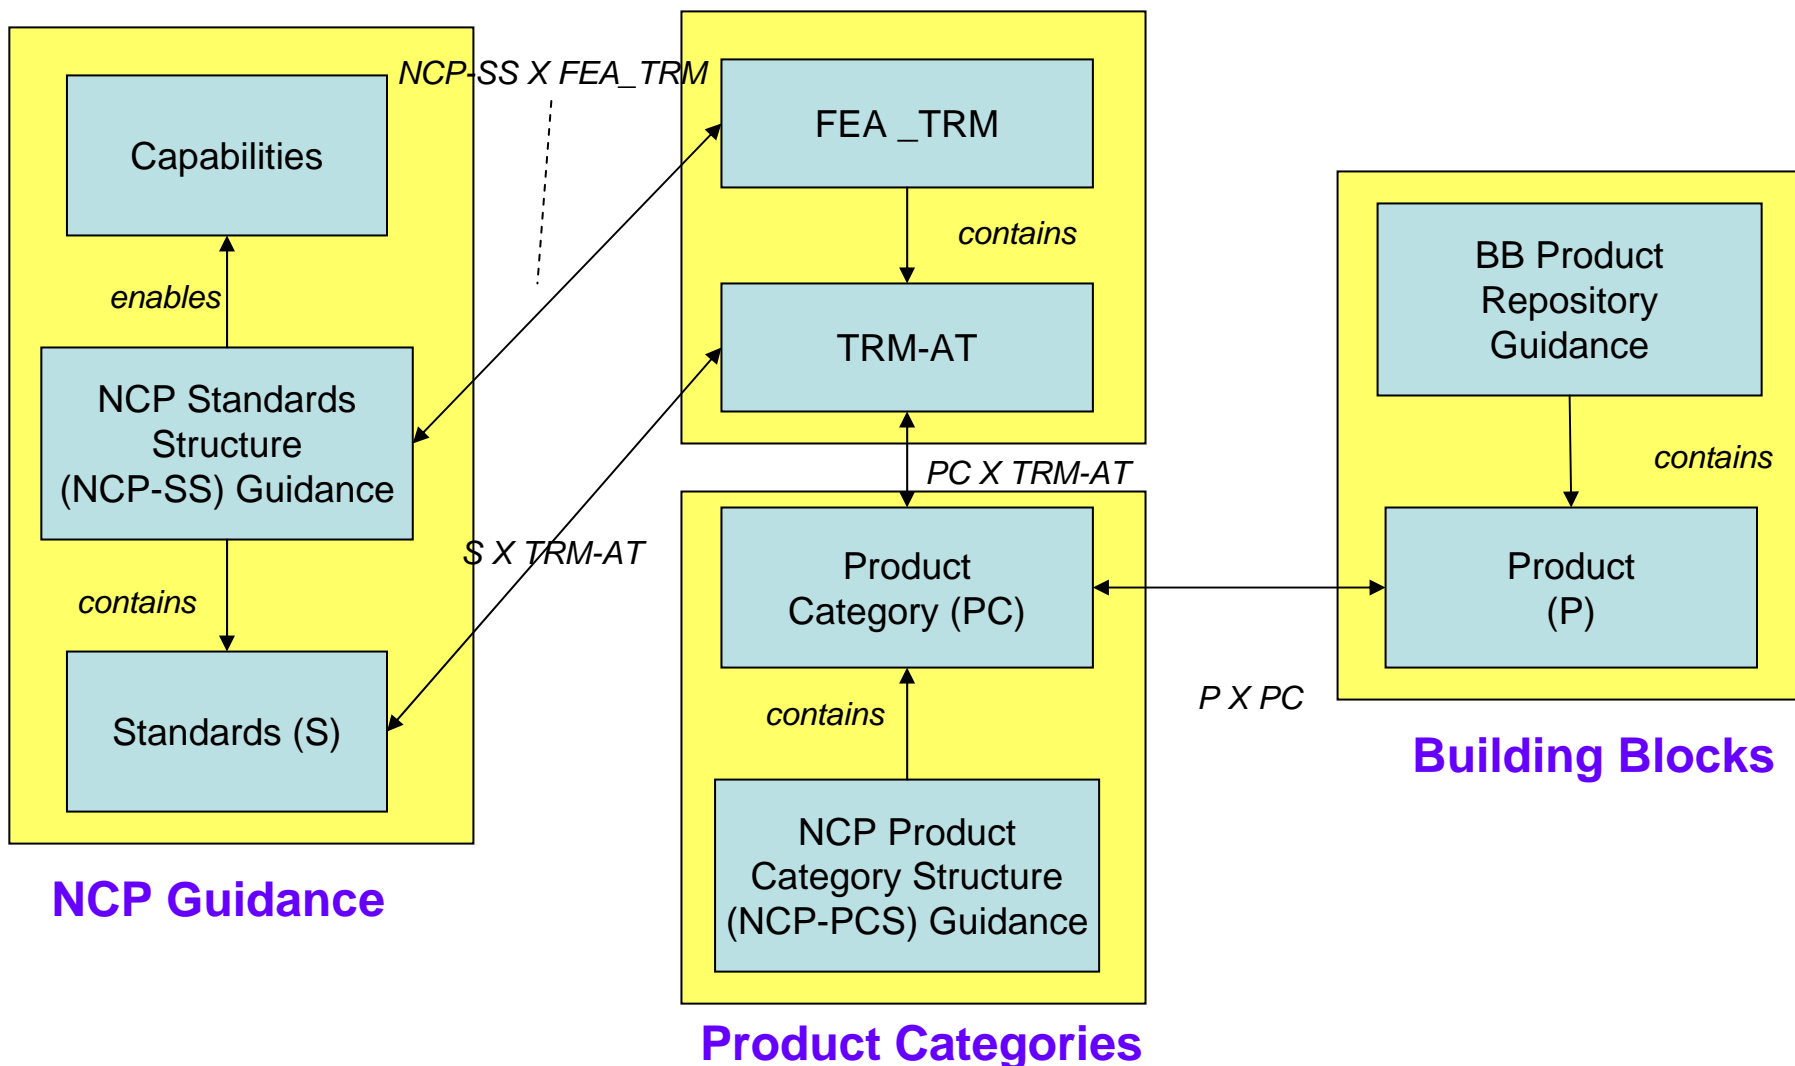 NCP-SS X FEA_TRM
Capabilities
enables
NCP Standards
Structure
(NCP-SS) Guidance
contains
Standards (S)
NCP Guidance
S X TRM-AT
FEA _TRM
contains
TRM-AT
PC X TRM-AT
Product
Category (PC)
contains
NCP Product
Category Structure
(NCP-PCS) Guidance
Product Categories
P X PC
BB Product
Repository
Guidance
contains
Product
(P)
Building Blocks